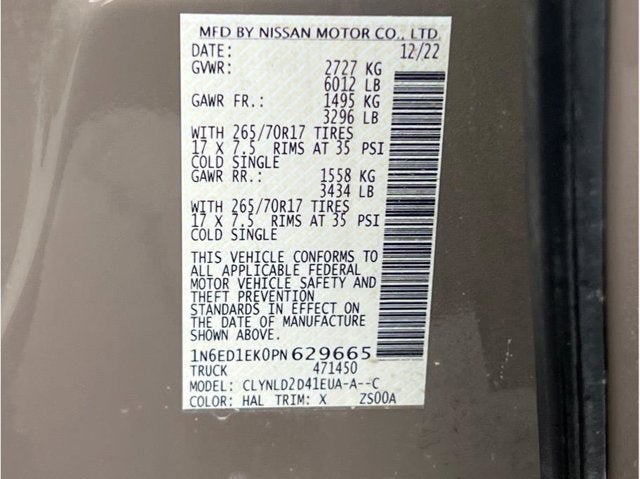 MFD BY NISSAN MOTOR CO., LTD.
DATE: 12/22
GVWR: 2727 KG
6012 LB
GAWR FR.: 1495 KG
3296 LB
WITH 265/70R17 TIRES
17 X 7.5 RIMS AT 35 PSI
COLD SINGLE
GAWR RR.: 1558 KG
3434 LB
WITH 265/70R17 TIRES
17 X 7.5 RIMS AT 35 PSI
COLD SINGLE
THIS VEHICLE CONFORMS TO
ALL APPLICABLE FEDERAL
MOTOR VEHICLE SAFETY AND
THEFT PREVENTION
STANDARDS IN EFFECT ON
THE DATE OF MANUFACTURE
SHOWN ABOVE.
1N6ED1EK0PN629665
TRUCK 471450
MODEL: CLYNLD2D41EUA-A--C
COLOR: HAL TRIM: X ZS00A